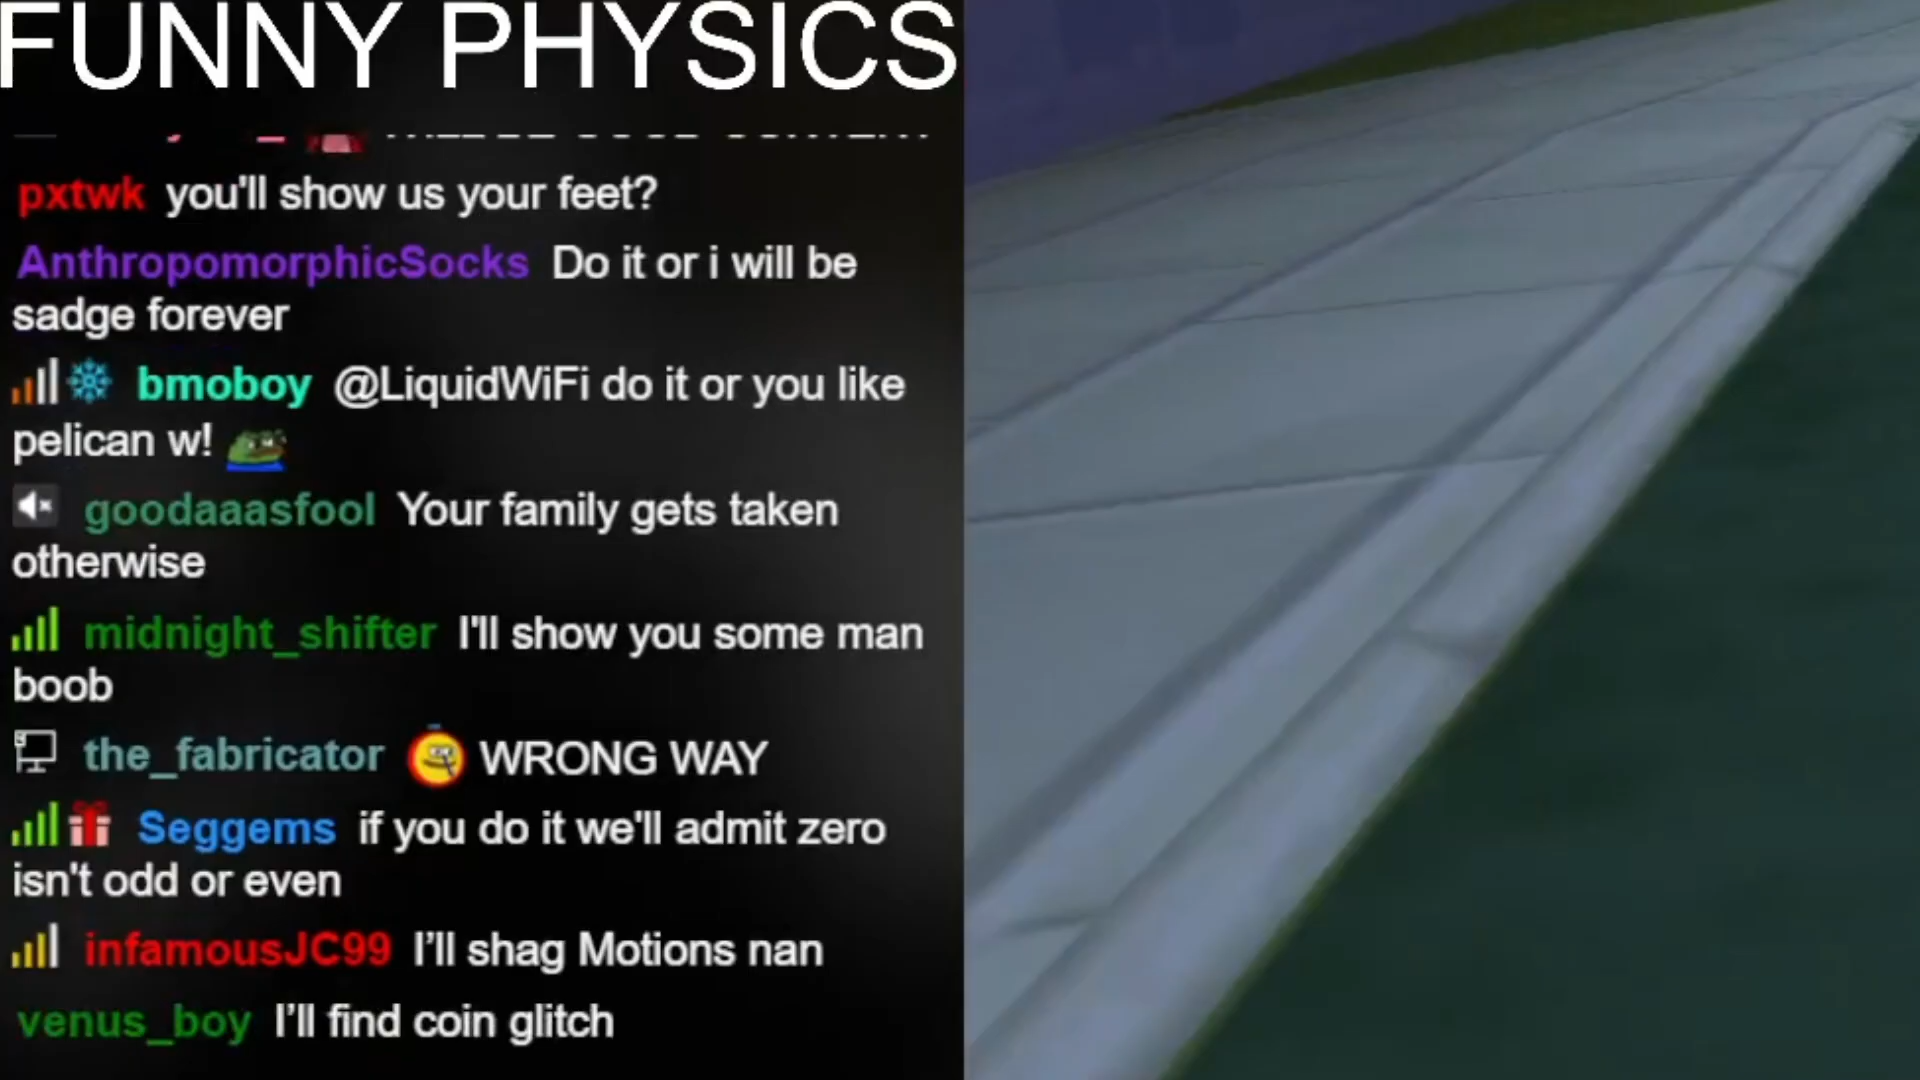 FUNNY PHYSICS
pxtwk you'll show us your feet?
AnthropomorphicSocks Do it or i will be
sadge forever
bmoboy @LiquidWiFi do it or you like
pelican w!
goodaaasfool Your family gets taken
otherwise
midnight_shifter I'll show you some man
boob
the_fabricator WRONG WAY
Seggems if you do it we'll admit zero
isn't odd or even
infamousJC99 I’ll shag Motions nan
venus_boy I’ll find coin glitch